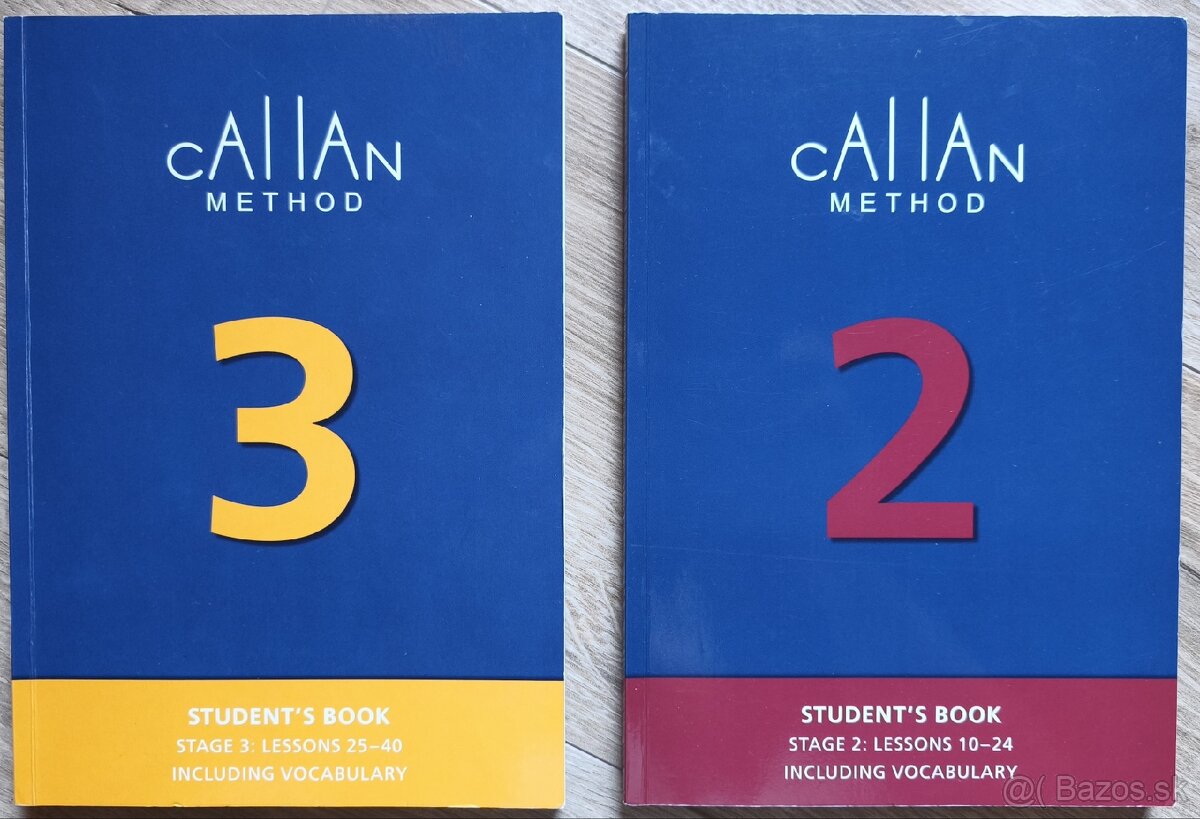 cAllAN
METHOD
3
STUDENT'S BOOK
STAGE 3: LESSONS 25–40
INCLUDING VOCABULARY
cAllAN
METHOD
2
STUDENT'S BOOK
STAGE 2: LESSONS 10–24
INCLUDING VOCABULARY
@( Bazos.sk